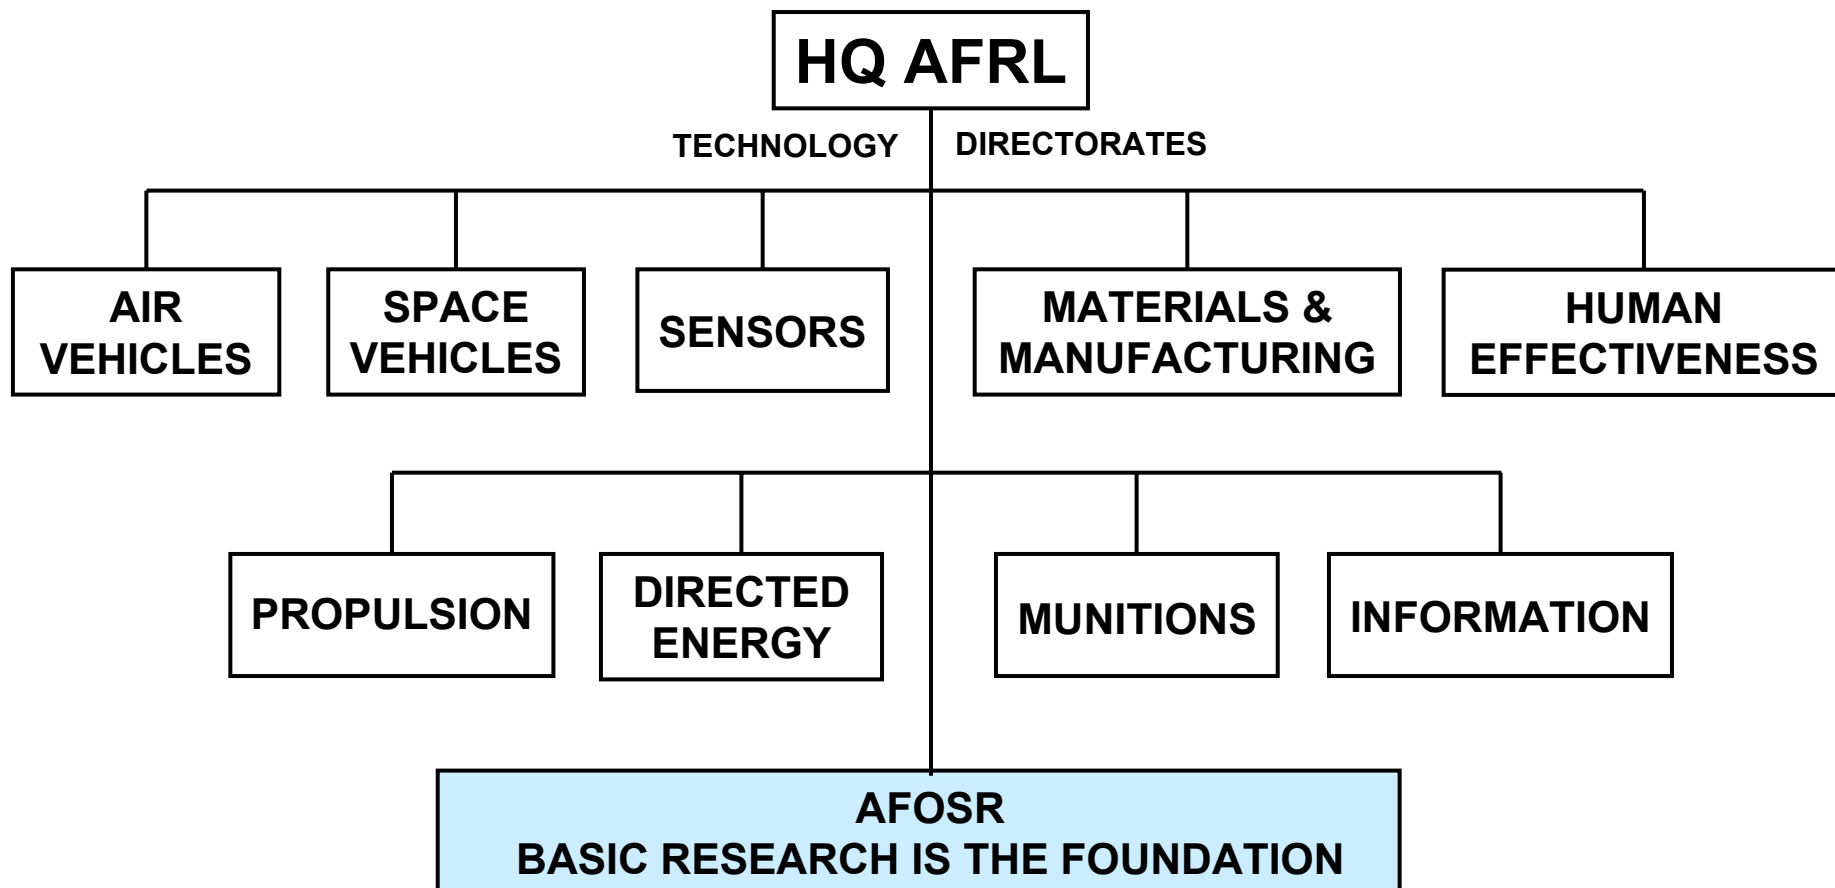 HQ AFRL
TECHNOLOGY DIRECTORATES
AIR
VEHICLES
SPACE
VEHICLES
SENSORS
MATERIALS &
MANUFACTURING
HUMAN
EFFECTIVENESS
PROPULSION
DIRECTED
ENERGY
MUNITIONS
INFORMATION
AFOSR
BASIC RESEARCH IS THE FOUNDATION